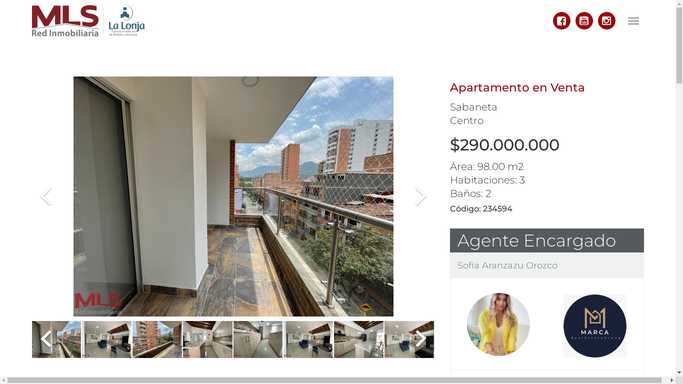 MLS
Red Inmobiliaria
La Lonja
Apartamento en Venta
Sabaneta
Centro
$290.000.000
Área: 98.00 m2
Habitaciones: 3
Baños: 2
Código: 234594
Agente Encargado
Sofia Aranzazu Orozco
MLS
MARCA